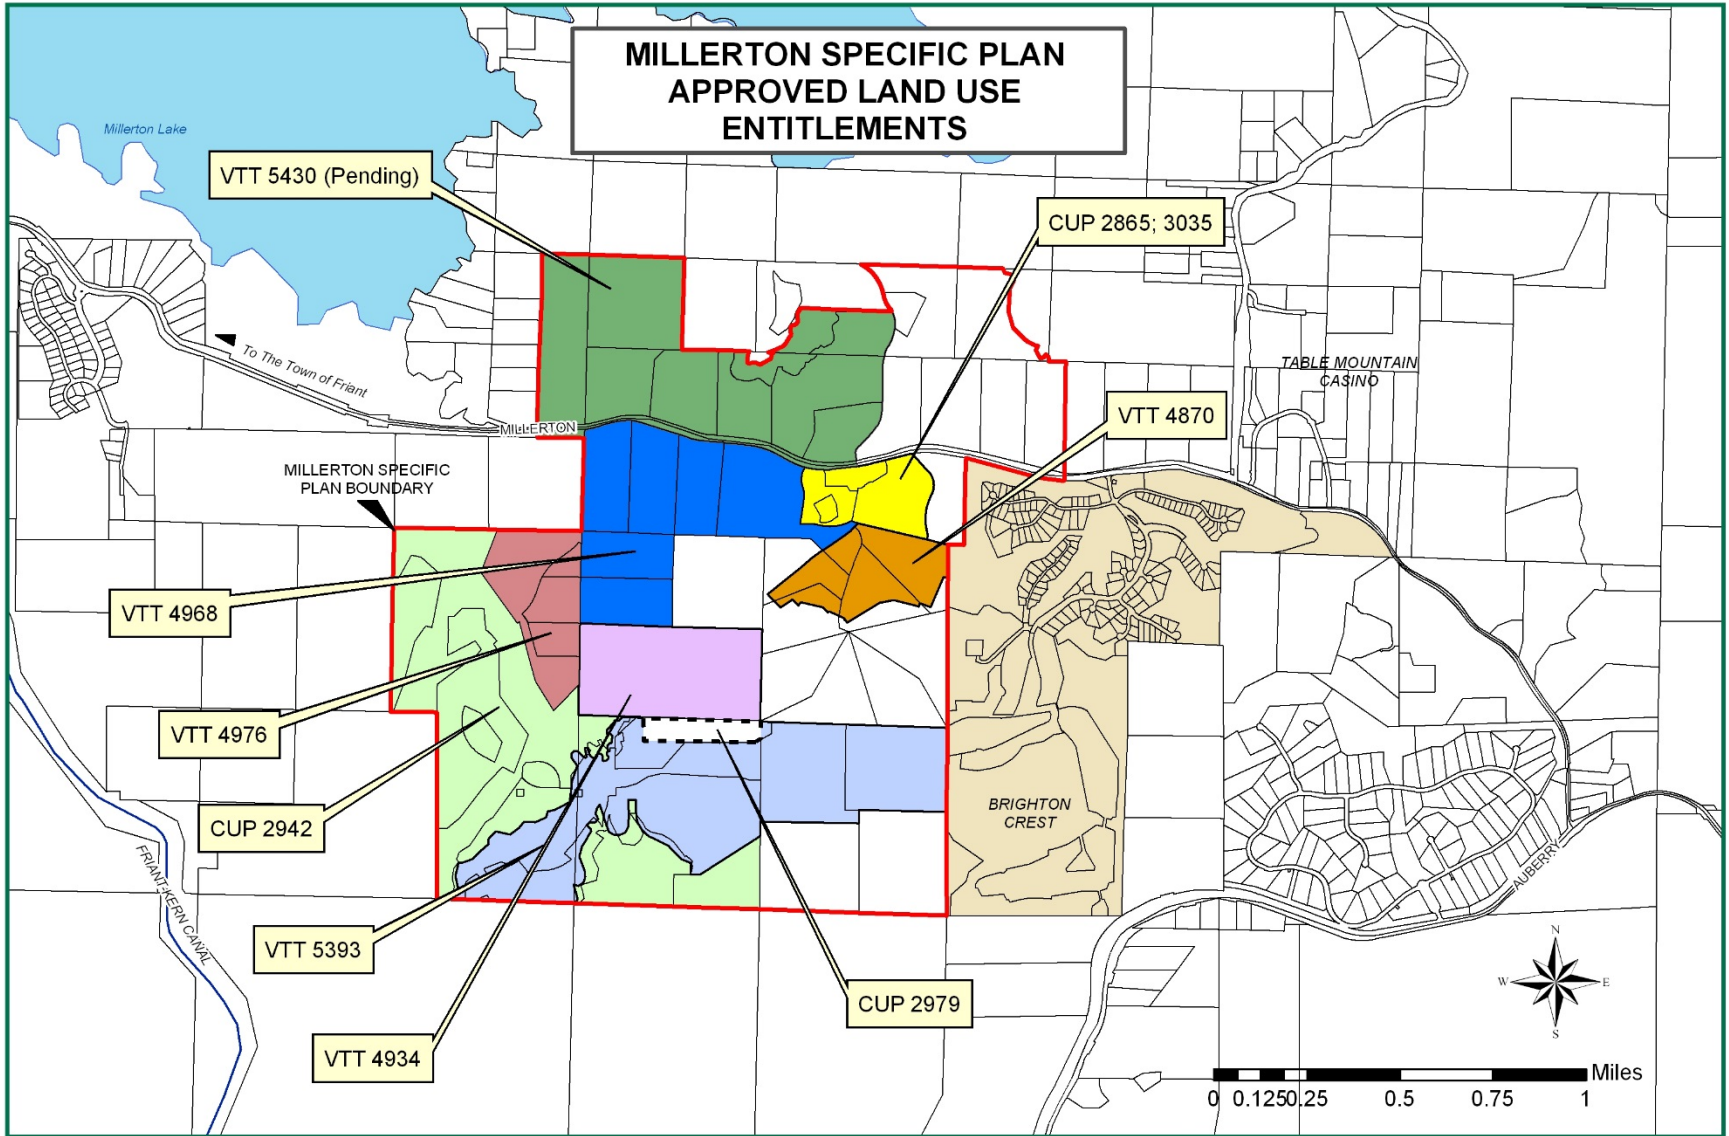 MILLERTON SPECIFIC PLAN
APPROVED LAND USE
ENTITLEMENTS
Millerton Lake
VTT 5430 (Pending)
CUP 2865; 3035
To The Town of Friant
TABLE MOUNTAIN
CASINO
VTT 4870
MILLERTON
MILLERTON SPECIFIC
PLAN BOUNDARY
VTT 4968
VTT 4976
CUP 2942
BRIGHTON
CREST
AUBERRY
FRIANT-KERN CANAL
VTT 5393
CUP 2979
VTT 4934
N
W
E
S
Miles
0 0.125 0.25 0.5 0.75 1